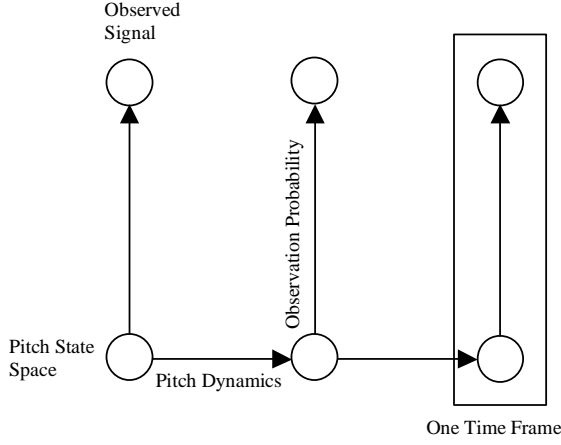 Observed
Signal
Observation Probability
Pitch State
Space
Pitch Dynamics
One Time Frame